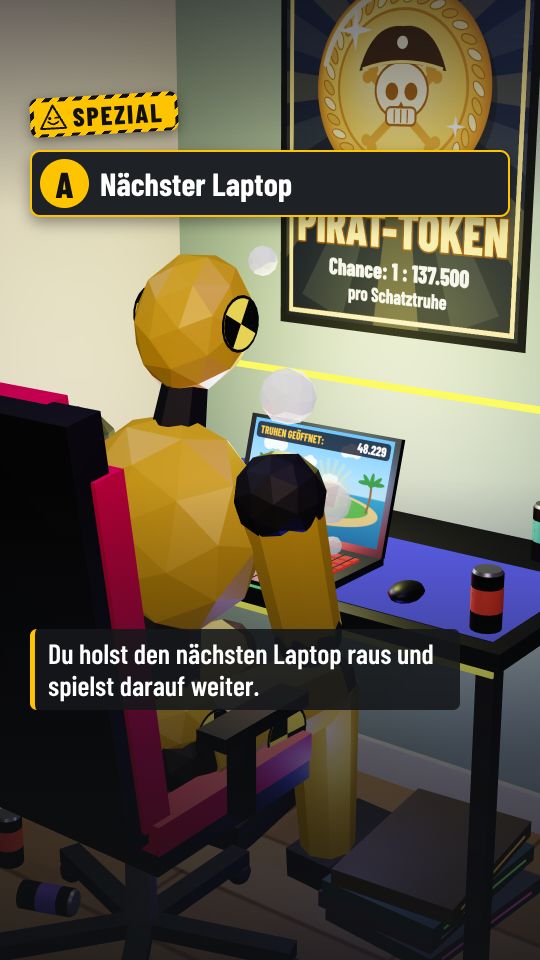 SPEZIAL
A Nächster Laptop
PIRAT-TOKEN
Chance: 1 : 137.500
pro Schatztruhe
TRUHEN GEÖFFNET:
48.229
Du holst den nächsten Laptop raus und
spielst darauf weiter.